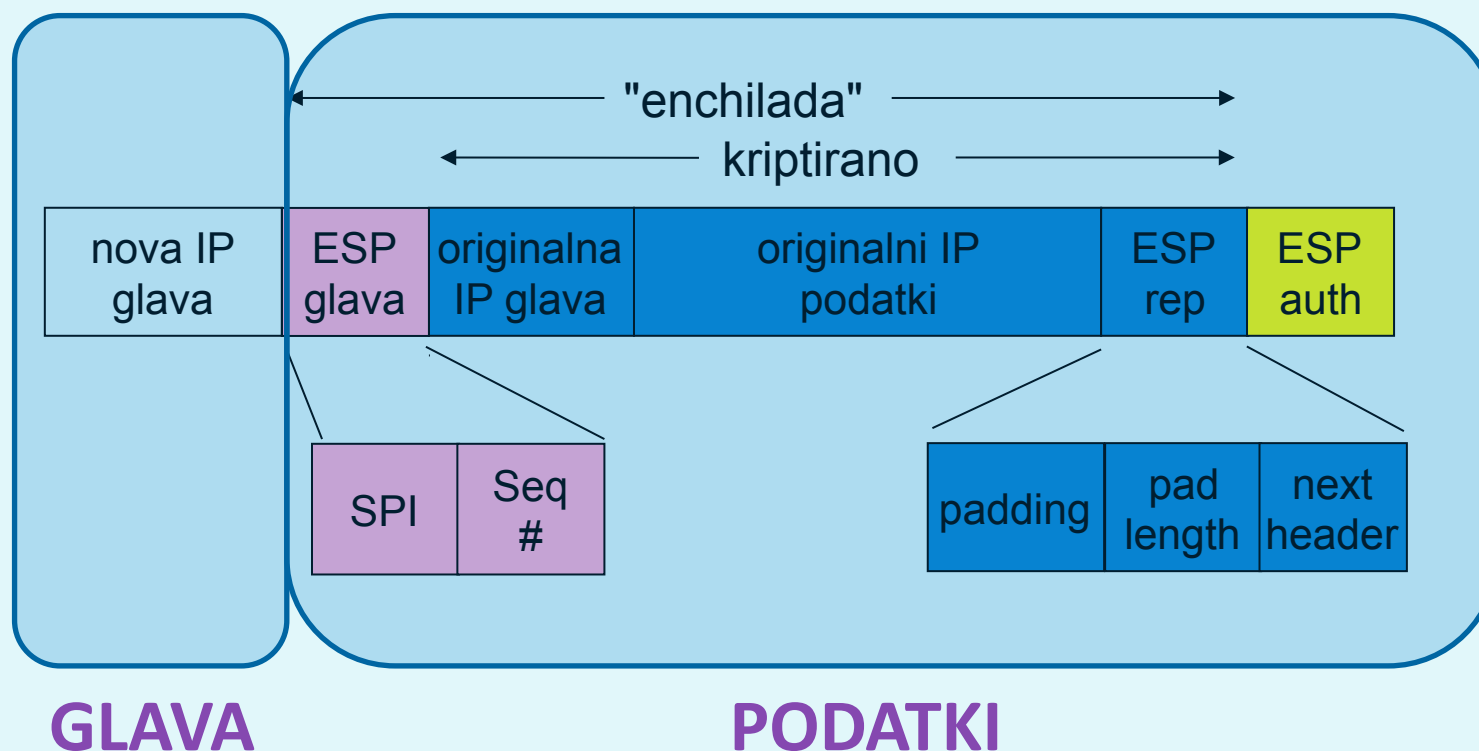 "enchilada"
kriptirano
nova IP
glava
ESP
glava
originalna
IP glava
originalni IP
podatki
ESP
rep
ESP
auth
SPI
Seq
#
padding
pad
length
next
header
GLAVA
PODATKI